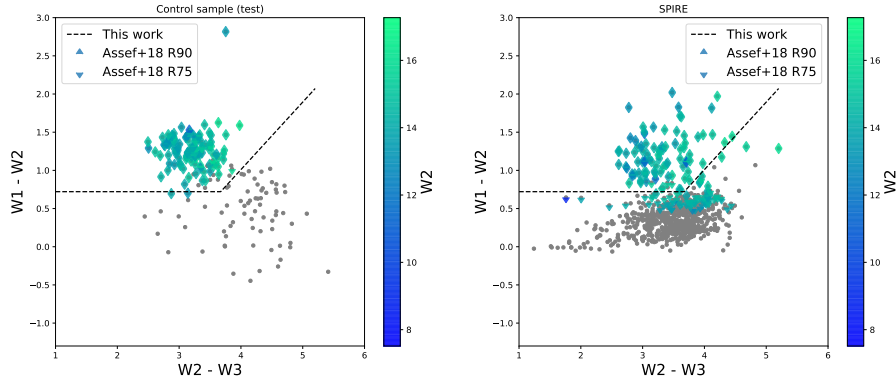 Control sample (test)
This work
Assef+18 R90
Assef+18 R75
3.0
2.5
2.0
1.5
1.0
0.5
0.0
−0.5
−1.0
W1 - W2
1 2 3 4 5 6
W2 - W3
16
14
12
10
8
W2
SPIRE
This work
Assef+18 R90
Assef+18 R75
3.0
2.5
2.0
1.5
1.0
0.5
0.0
−0.5
−1.0
W1 - W2
1 2 3 4 5 6
W2 - W3
16
14
12
10
8
W2